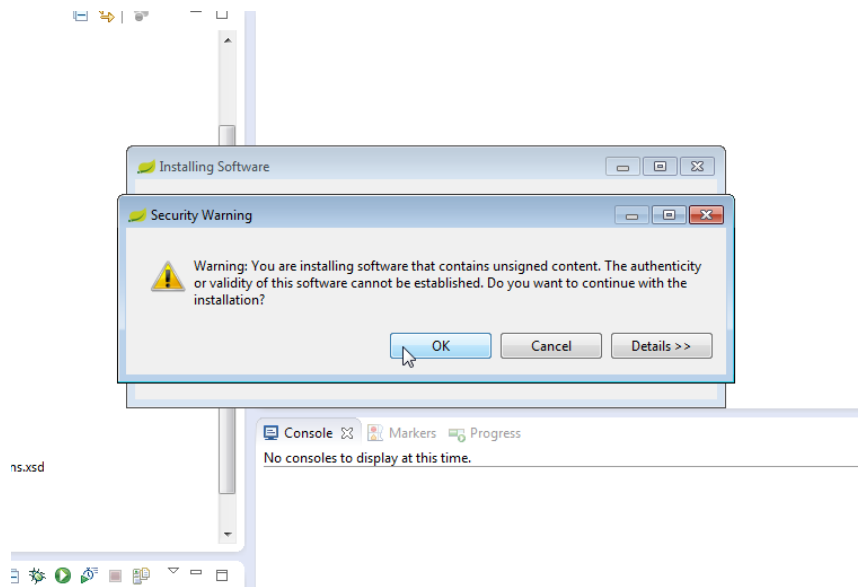 Installing Software
Security Warning
Warning: You are installing software that contains unsigned content. The authenticity
or validity of this software cannot be established. Do you want to continue with the
installation?
OK
Cancel
Details >>
Console
Markers
Progress
No consoles to display at this time.
ns.xsd